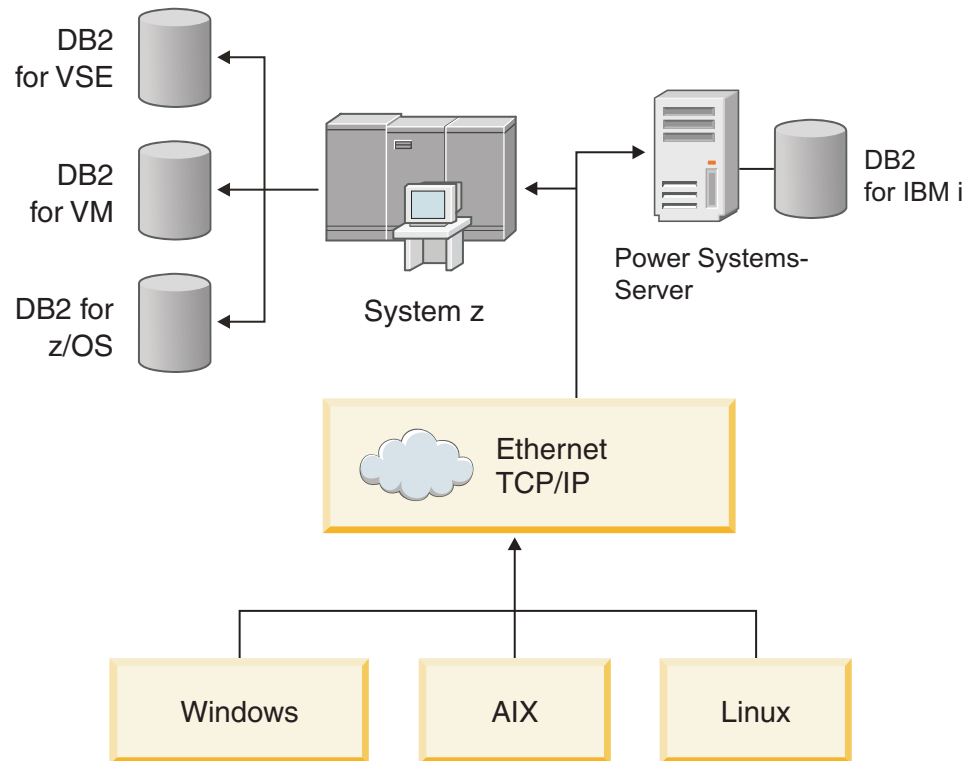 DB2
for VSE
DB2
for VM
DB2 for
z/OS
System z
Power Systems-
Server
DB2
for IBM i
Ethernet
TCP/IP
Windows
AIX
Linux